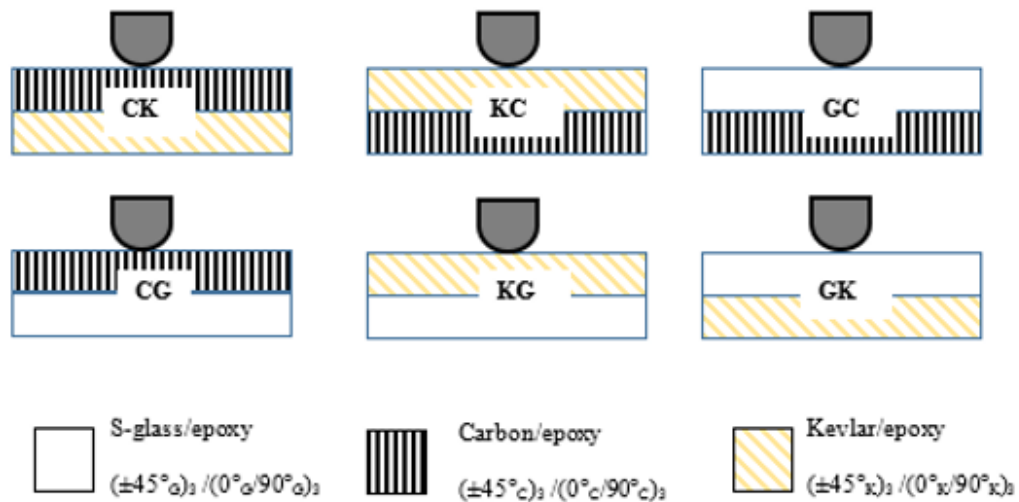 CK
KC
GC
CG
KG
GK
S-glass/epoxy
(±45°G)3 /(0°G/90°G)3
Carbon/epoxy
(±45°C)3 /(0°C/90°C)3
Kevlar/epoxy
(±45°K)3 /(0°K/90°K)3